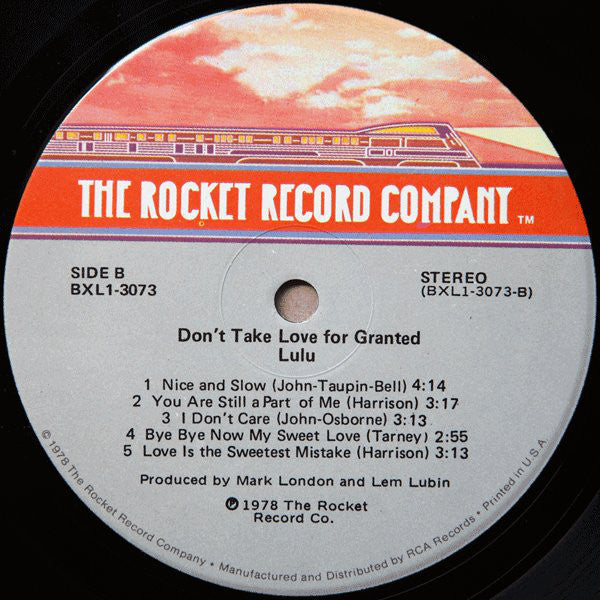 THE ROCKET RECORD COMPANY TM
SIDE B
BXL1-3073
STEREO
(BXL1-3073-B)
Don't Take Love for Granted
Lulu
1 Nice and Slow (John-Taupin-Bell) 4:14
2 You Are Still a Part of Me (Harrison) 3:17
3 I Don't Care (John-Osborne) 3:13
4 Bye Bye Now My Sweet Love (Tarney) 2:55
5 Love Is the Sweetest Mistake (Harrison) 3:13
Produced by Mark London and Lem Lubin
℗ 1978 The Rocket
Record Co.
© 1978 The Rocket Record Company • Manufactured and Distributed by RCA Records • Printed in U.S.A.